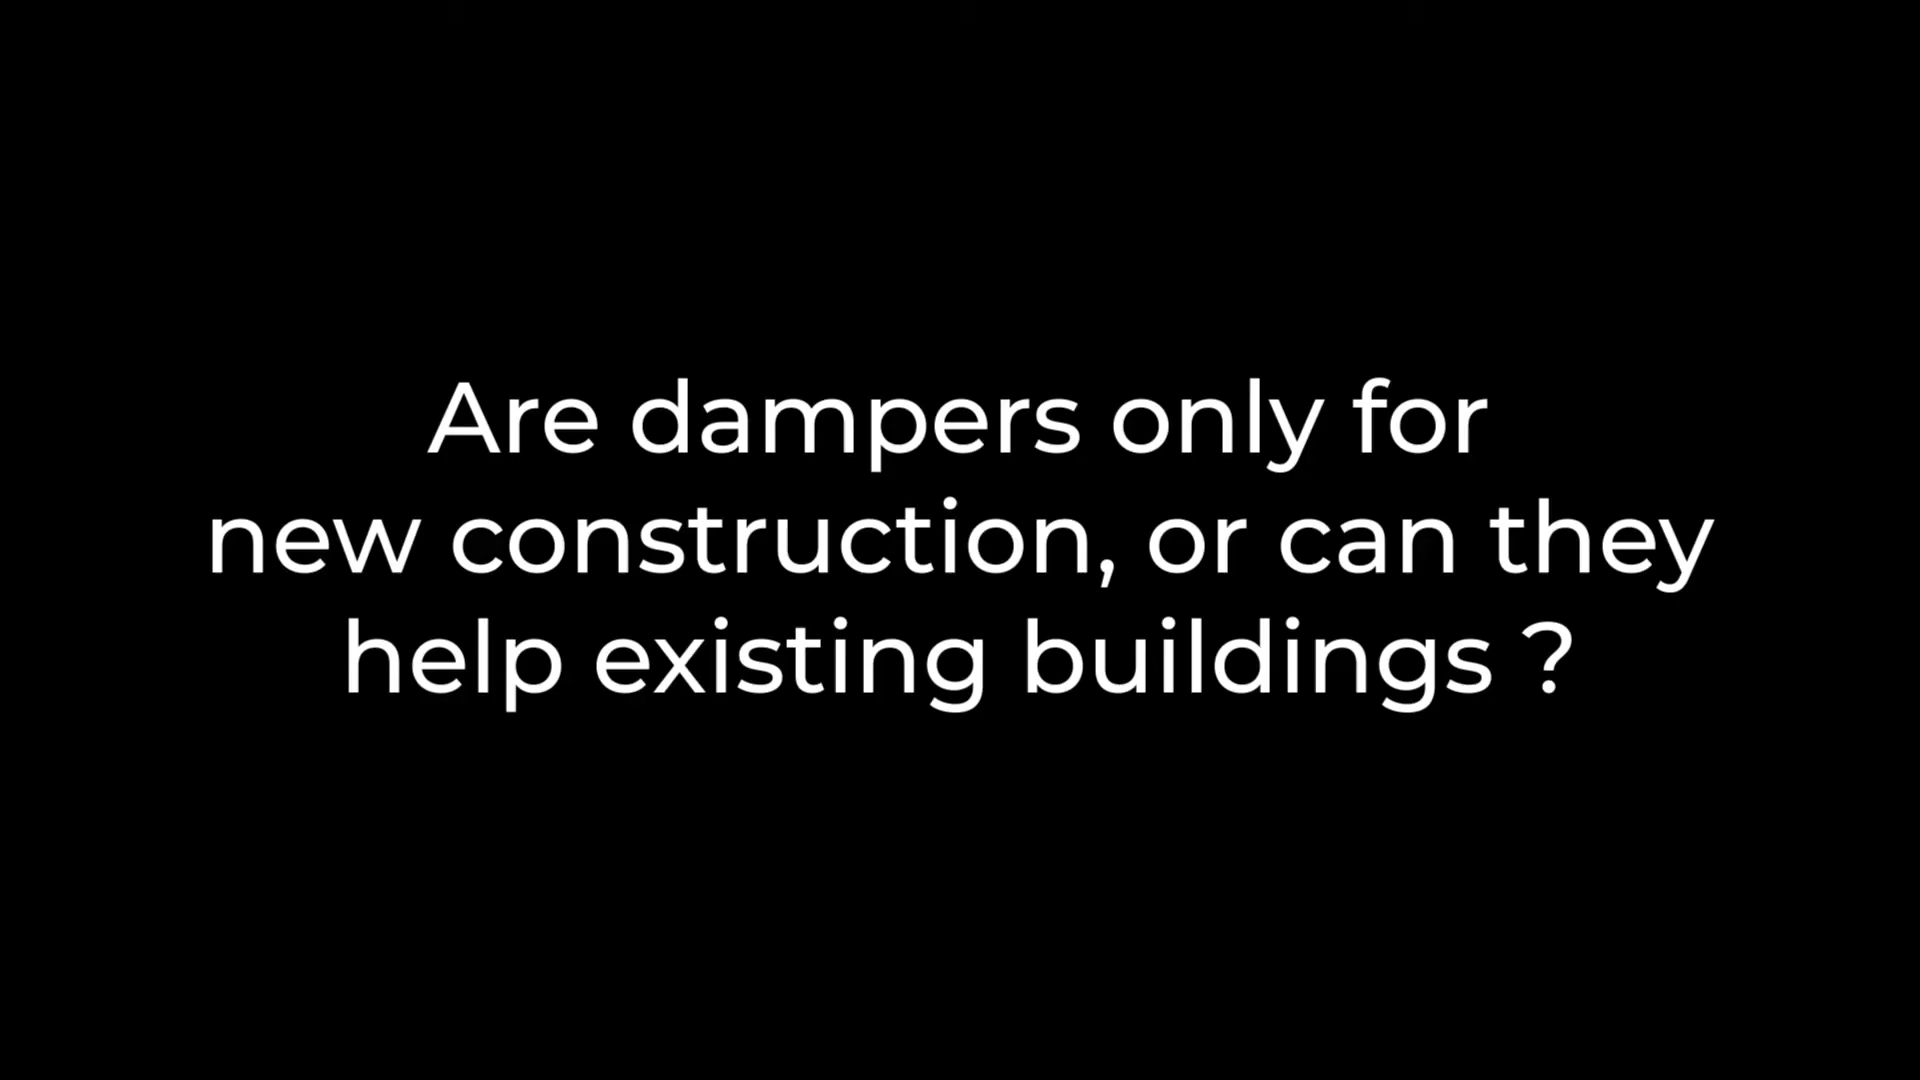 Are dampers only for
new construction, or can they
help existing buildings ?